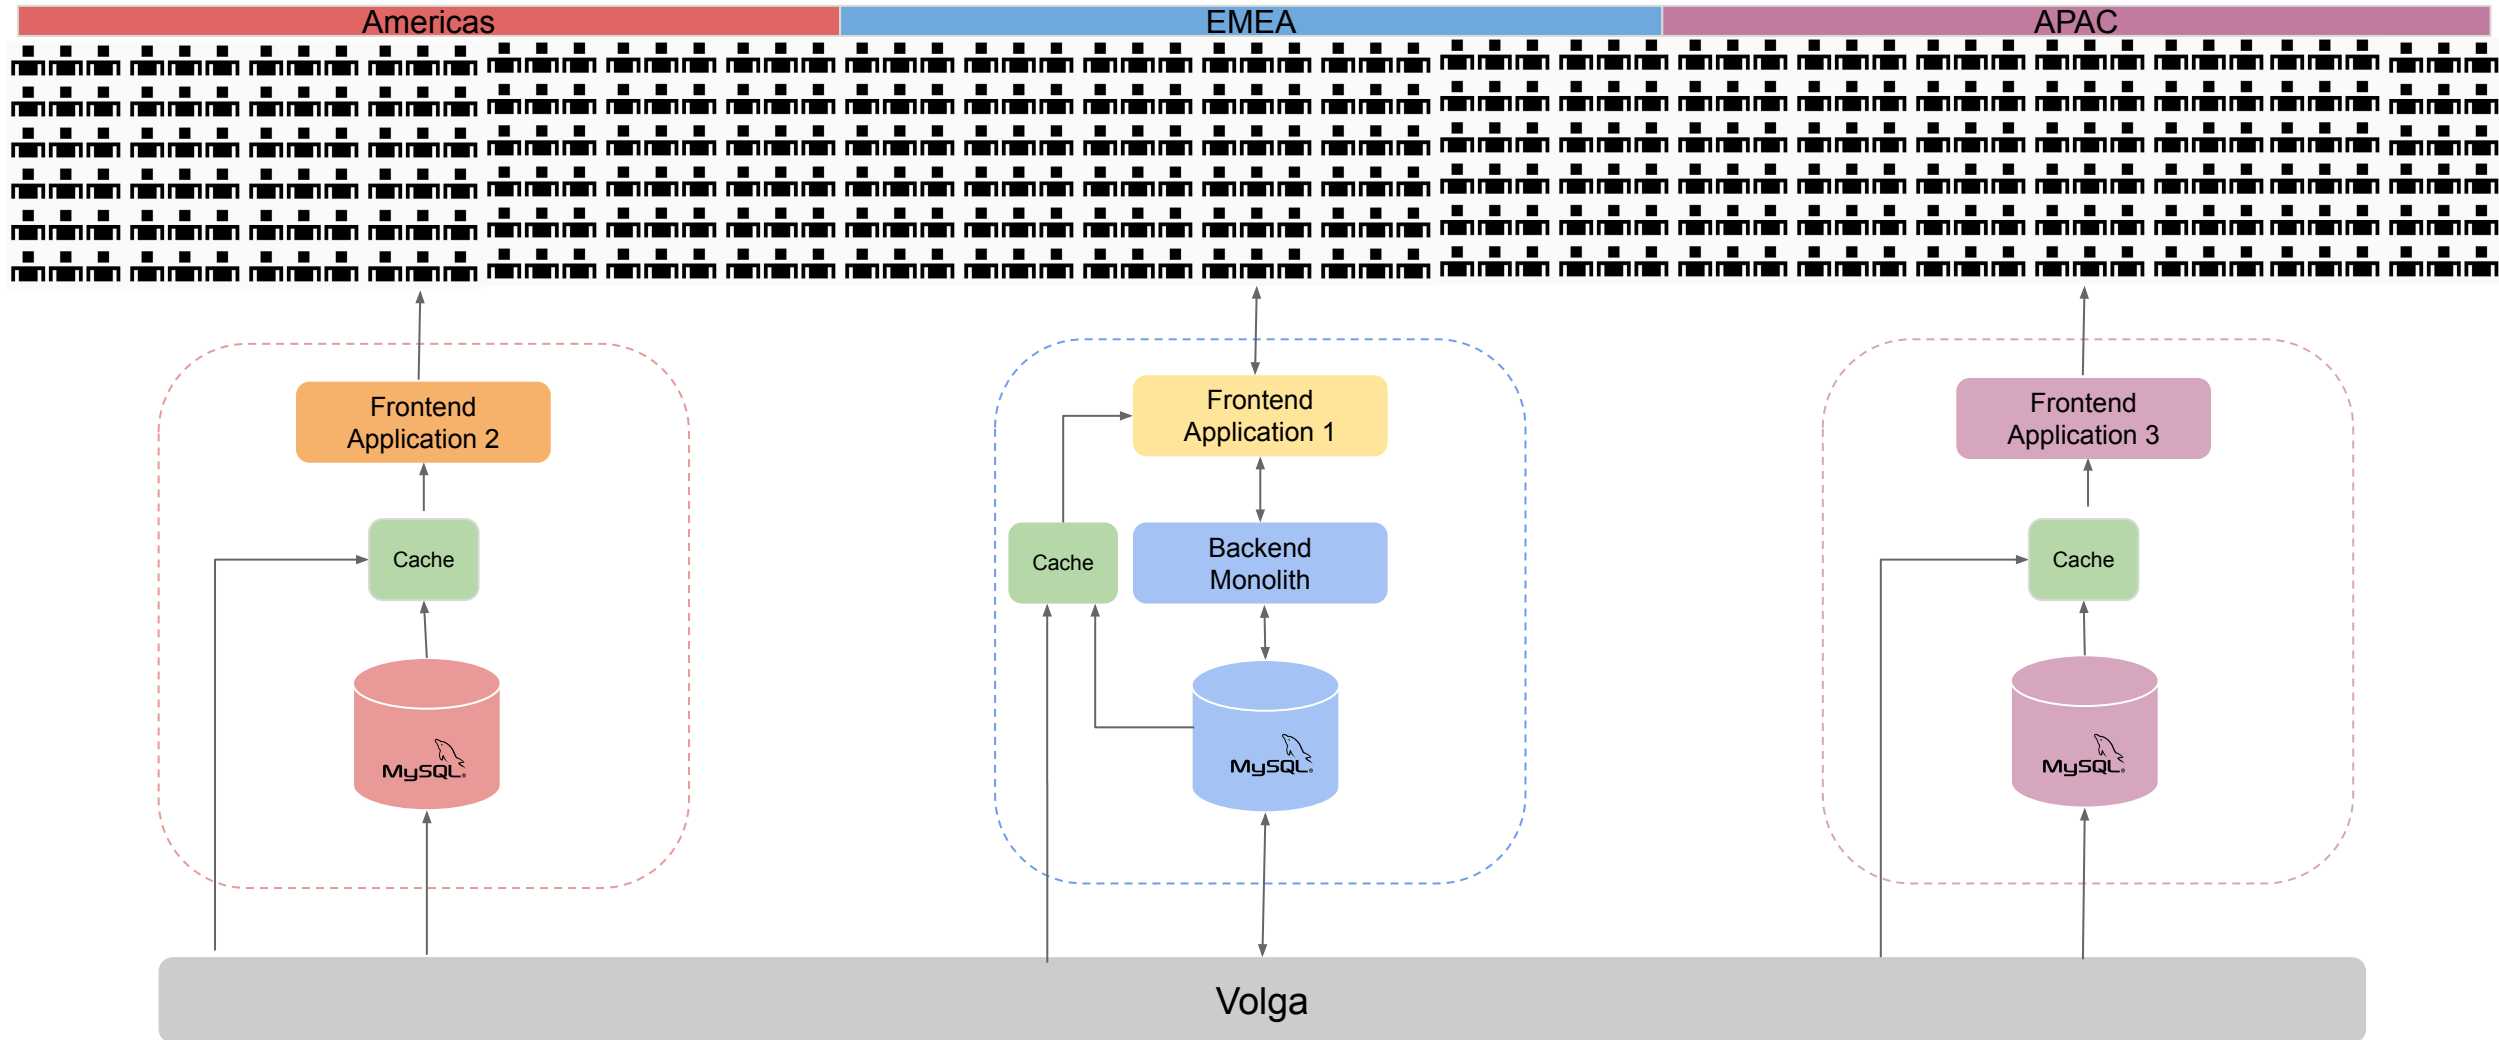 Americas
EMEA
APAC
Frontend
Application 2
Frontend
Application 1
Frontend
Application 3
Cache
Cache
Backend
Monolith
Cache
MySQL®
MySQL®
MySQL®
Volga